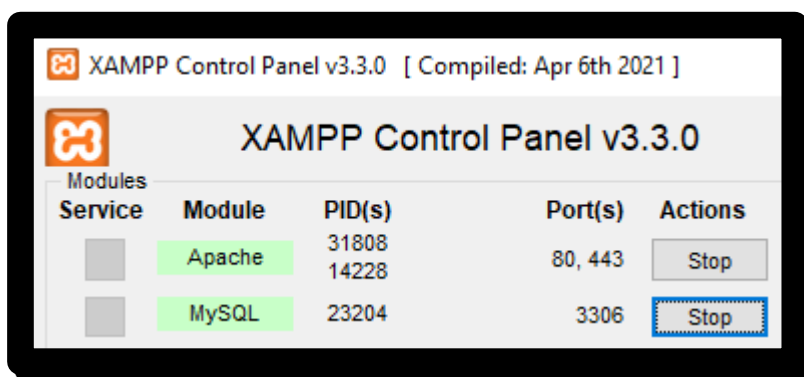 XAMPP Control Panel v3.3.0 [ Compiled: Apr 6th 2021 ]
XAMPP Control Panel v3.3.0
Modules
Service Module PID(s) Port(s) Actions
Apache 31808 14228 80, 443 Stop
MySQL 23204 3306 Stop